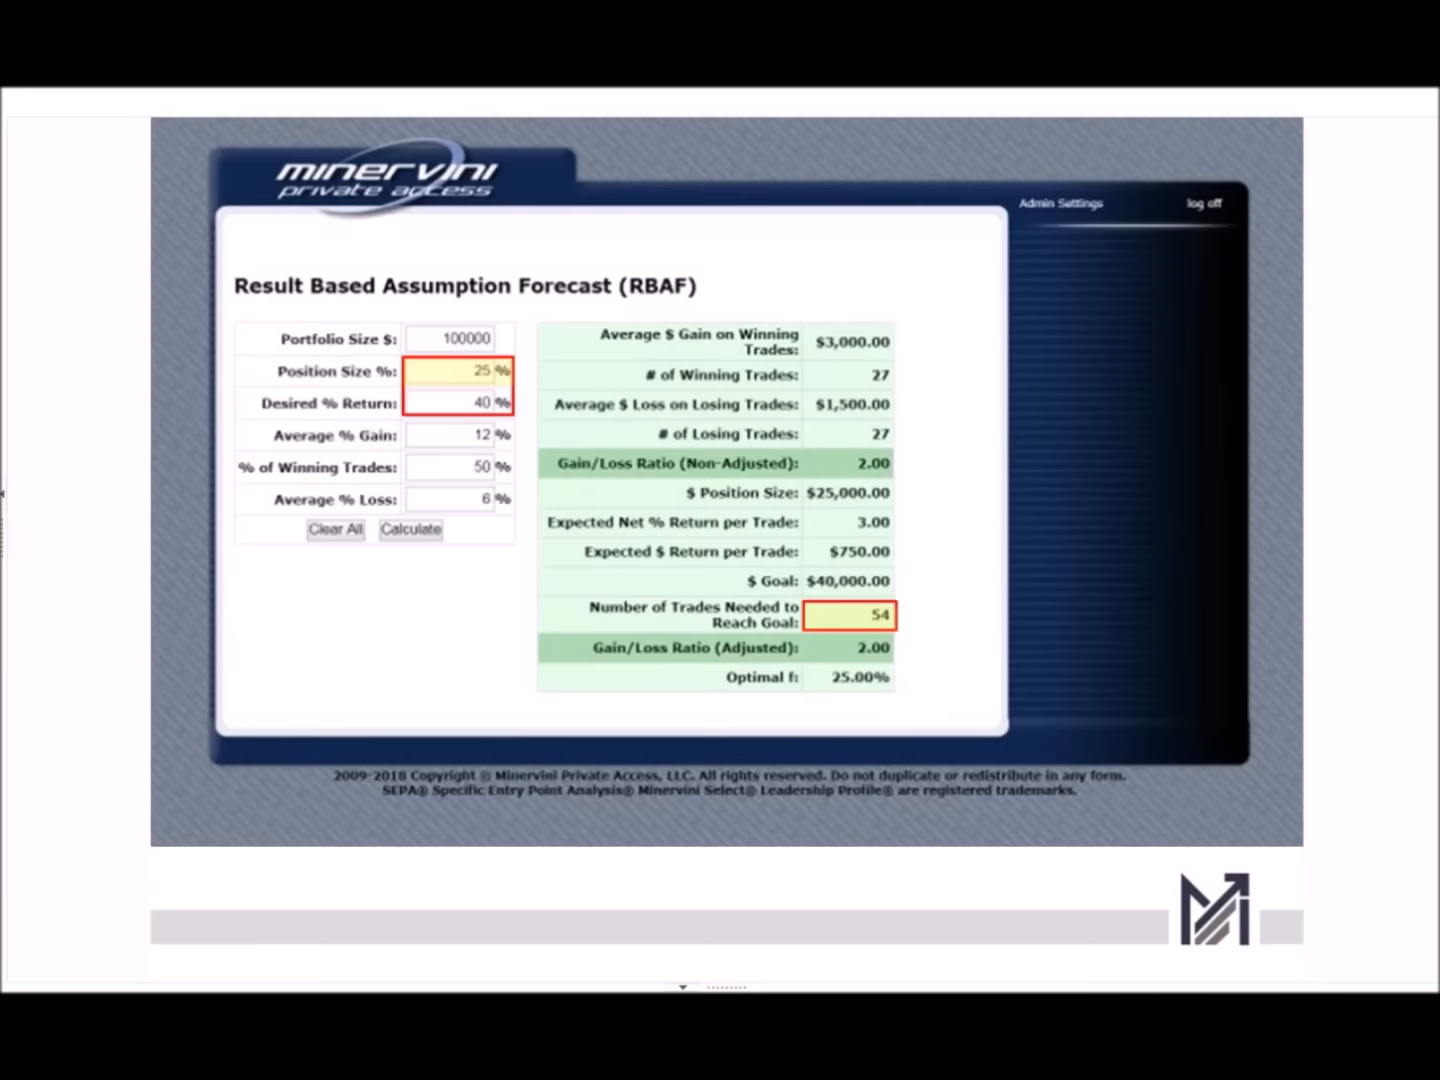 minervini
private access
Admin Settings
log off
Result Based Assumption Forecast (RBAF)
Portfolio Size $: 100000
Position Size %: 25 %
Desired % Return: 40 %
Average % Gain: 12 %
% of Winning Trades: 50 %
Average % Loss: 6 %
Clear All
Calculate
Average $ Gain on Winning
Trades: $3,000.00
# of Winning Trades: 27
Average $ Loss on Losing Trades: $1,500.00
# of Losing Trades: 27
Gain/Loss Ratio (Non-Adjusted): 2.00
$ Position Size: $25,000.00
Expected Net % Return per Trade: 3.00
Expected $ Return per Trade: $750.00
$ Goal: $40,000.00
Number of Trades Needed to
Reach Goal: 54
Gain/Loss Ratio (Adjusted): 2.00
Optimal f: 25.00%
2009-2018 Copyright © Minervini Private Access, LLC. All rights reserved. Do not duplicate or redistribute in any form.
SEPA® Specific Entry Point Analysis® Minervini Select® Leadership Profile® are registered trademarks.